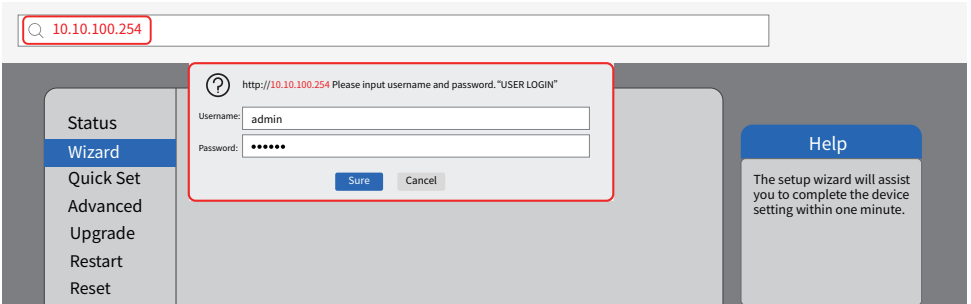 10.10.100.254
http://10.10.100.254 Please input username and password. “USER LOGIN”
Username: admin
Password: ••••••
Sure Cancel
Status
Wizard
Quick Set
Advanced
Upgrade
Restart
Reset
Help
The setup wizard will assist
you to complete the device
setting within one minute.